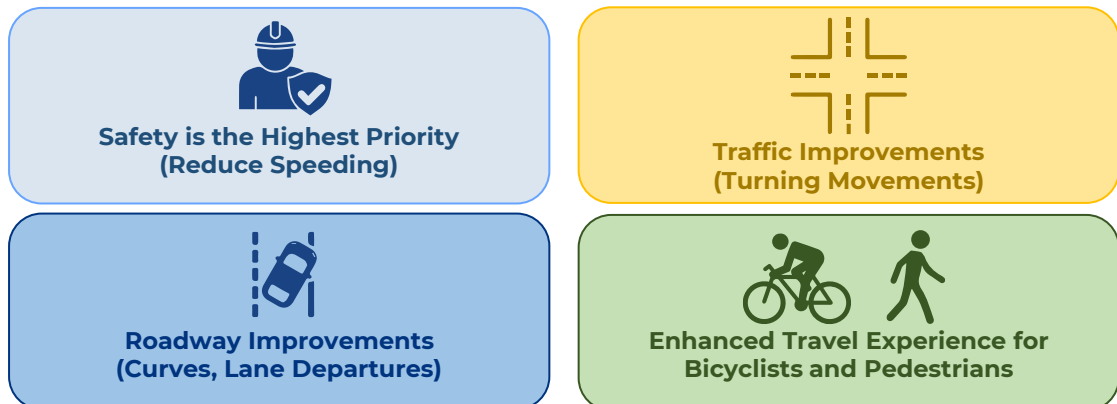 Safety is the Highest Priority
(Reduce Speeding)
Traffic Improvements
(Turning Movements)
Roadway Improvements
(Curves, Lane Departures)
Enhanced Travel Experience for
Bicyclists and Pedestrians